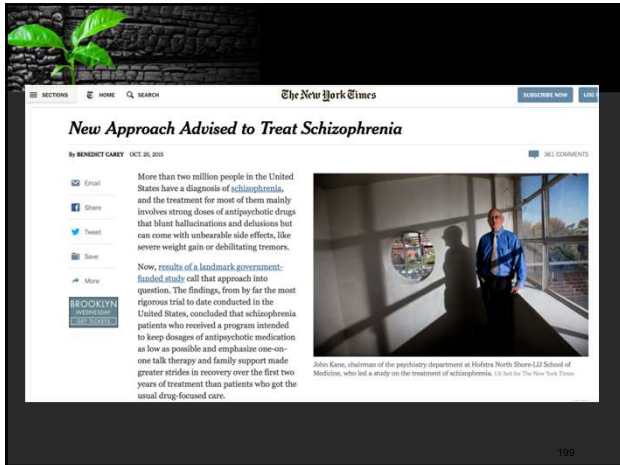 SECTIONS HOME SEARCH The New York Times SUBSCRIBE NOW LOG
New Approach Advised to Treat Schizophrenia
By BENEDICT CAREY OCT. 20, 2015 361 COMMENTS
Email
Share
Tweet
Save
More
BROOKLYN
WEDNESDAY
GET TICKETS
More than two million people in the United
States have a diagnosis of schizophrenia,
and the treatment for most of them mainly
involves strong doses of antipsychotic drugs
that blunt hallucinations and delusions but
can come with unbearable side effects, like
severe weight gain or debilitating tremors.
Now, results of a landmark government-
funded study call that approach into
question. The findings, from by far the most
rigorous trial to date conducted in the
United States, concluded that schizophrenia
patients who received a program intended
to keep dosages of antipsychotic medication
as low as possible and emphasize one-on-
one talk therapy and family support made
greater strides in recovery over the first two
years of treatment than patients who got the
usual drug-focused care.
John Kane, chairman of the psychiatry department at Hofstra North Shore-LIJ School of
Medicine, who led a study on the treatment of schizophrenia. for The New York Times
199